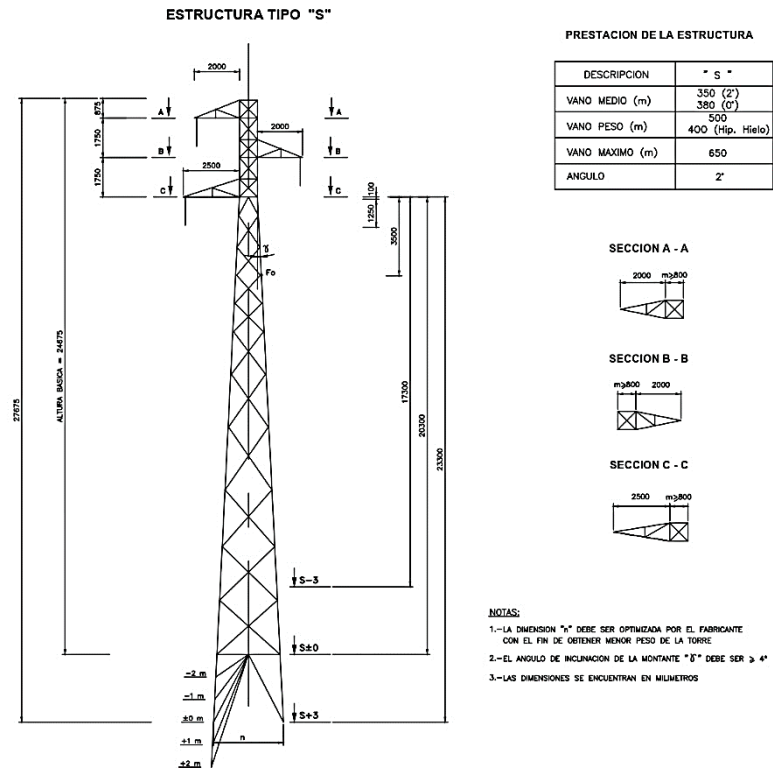 ESTRUCTURA TIPO "S"
2000
A
A
875
1750
B
B
2000
1750
2500
C
C
100
1250
3500
δ
Fo
ALTURA BASICA = 24675
27675
17300
20300
23300
S-3
S±0
S+3
-2 m
-1 m
±0 m
+1 m
+2 m
n
PRESTACION DE LA ESTRUCTURA
DESCRIPCION " S "
VANO MEDIO (m) 350 (2°)
380 (0°)
VANO PESO (m) 500
400 (Hip. Hielo)
VANO MAXIMO (m) 650
ANGULO 2°
SECCION A - A
2000 m≥800
SECCION B - B
m≥800 2000
SECCION C - C
2500 m≥800
NOTAS:
1.-LA DIMENSION "n" DEBE SER OPTIMIZADA POR EL FABRICANTE
CON EL FIN DE OBTENER MENOR PESO DE LA TORRE
2.-EL ANGULO DE INCLINACION DE LA MONTANTE "δ" DEBE SER ≥ 4°
3.-LAS DIMENSIONES SE ENCUENTRAN EN MILIMETROS